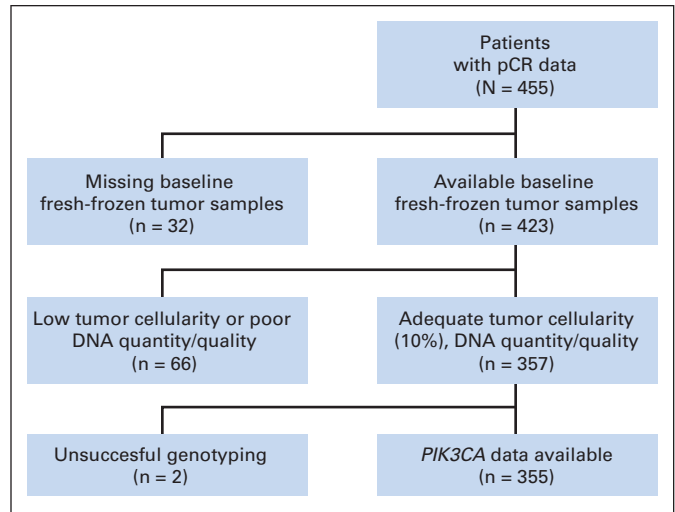 Patients
with pCR data
(N = 455)
Missing baseline
fresh-frozen tumor samples
(n = 32)
Available baseline
fresh-frozen tumor samples
(n = 423)
Low tumor cellularity or poor
DNA quantity/quality
(n = 66)
Adequate tumor cellularity
(10%), DNA quantity/quality
(n = 357)
Unsuccesful genotyping
(n = 2)
PIK3CA data available
(n = 355)